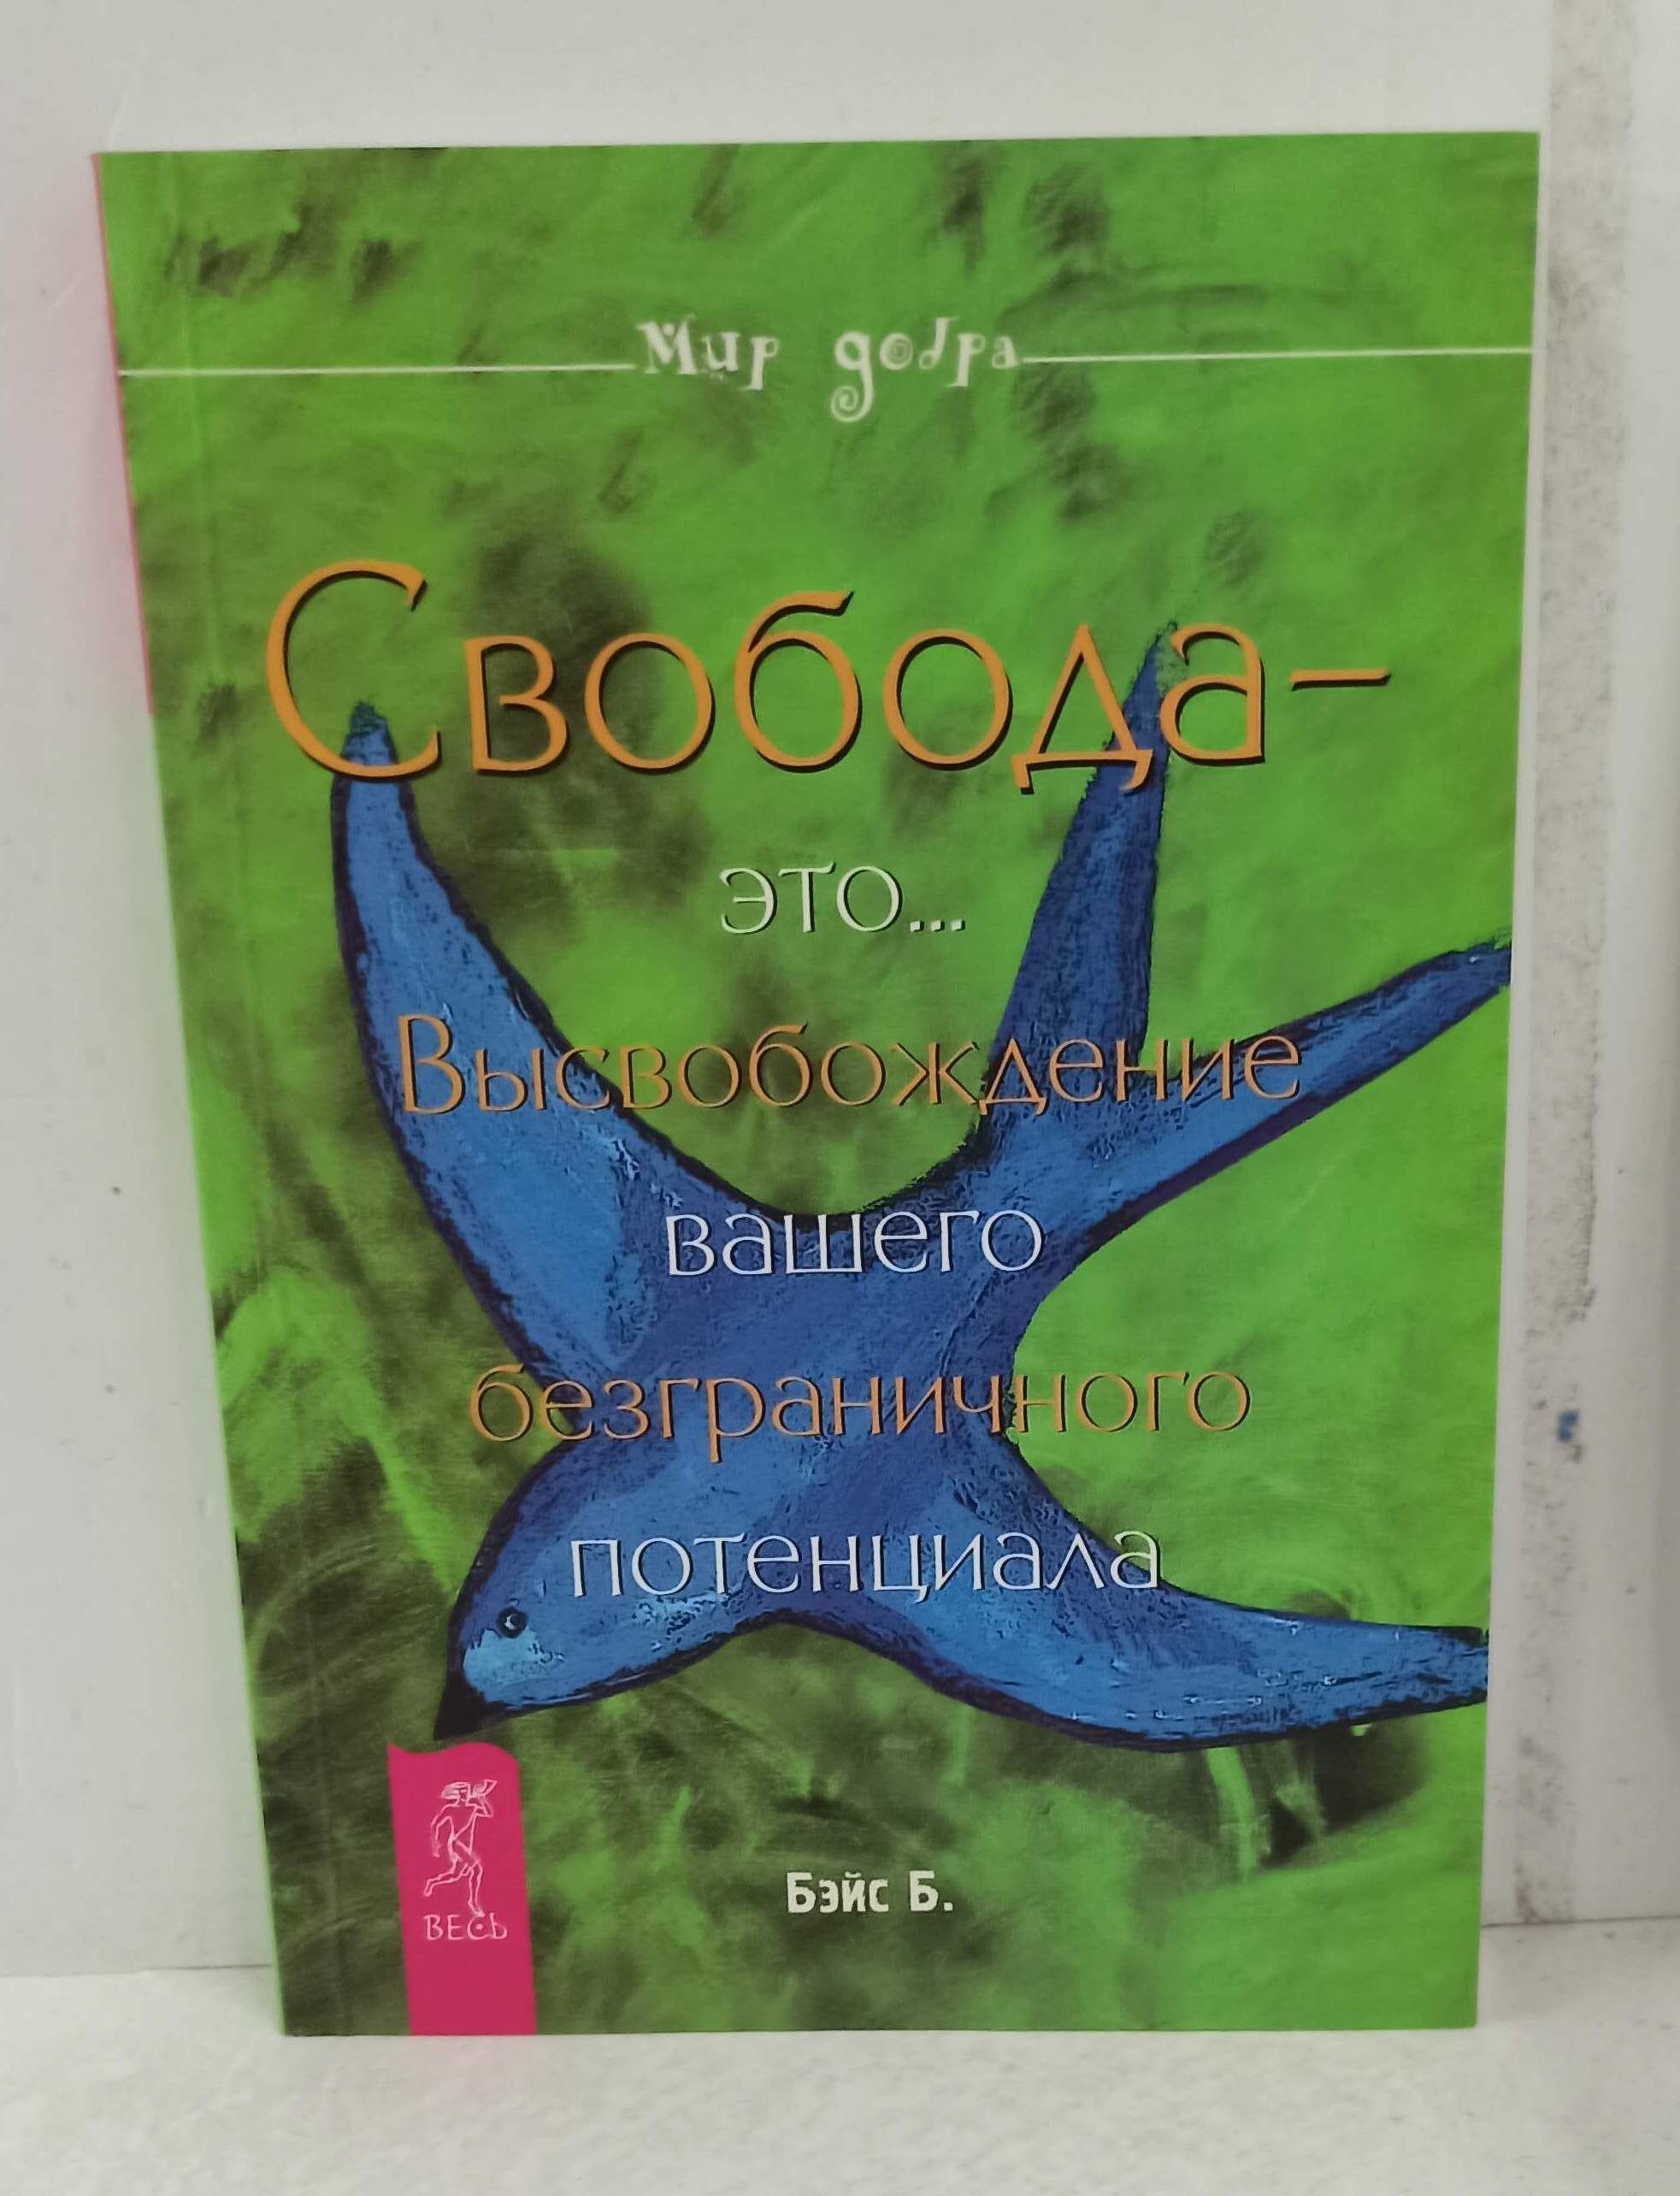 Мир добра
Свобода –
это...
Высвобождение
вашего
безграничного
потенциала
Бэйс Б.
ВЕСЬ